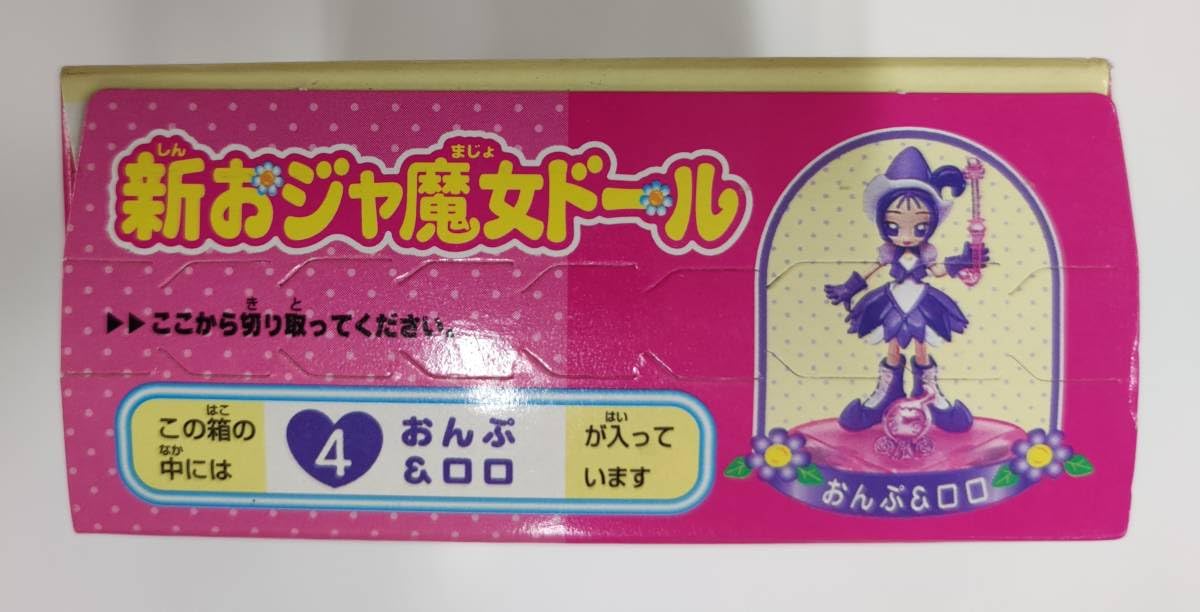 新おジャ魔女ドール
▶▶ここから切り取ってください。
この箱の
中には
4
おんぷ
&ロロ
が入って
います
おんぷ&ロロ